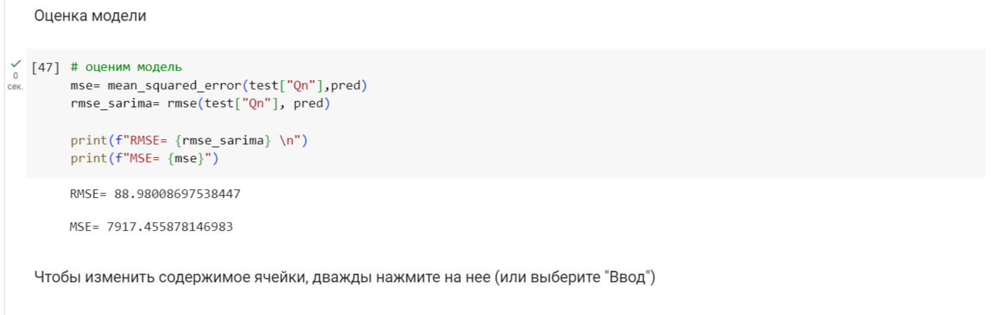 Оценка модели
[47] # оценим модель
0
сек.
mse= mean_squared_error(test["Qn"],pred)
rmse_sarima= rmse(test["Qn"], pred)
print(f"RMSE= {rmse_sarima} \n")
print(f"MSE= {mse}")
RMSE= 88.98008697538447
MSE= 7917.455878146983
Чтобы изменить содержимое ячейки, дважды нажмите на нее (или выберите "Ввод")